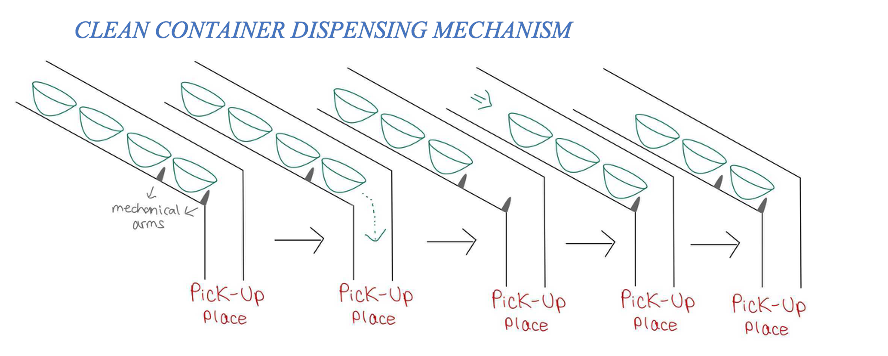 CLEAN CONTAINER DISPENSING MECHANISM
mechanical
arms
Pick-Up
Place
Pick-Up
Place
Pick-Up
Place
Pick-Up
Place
Pick-Up
Place